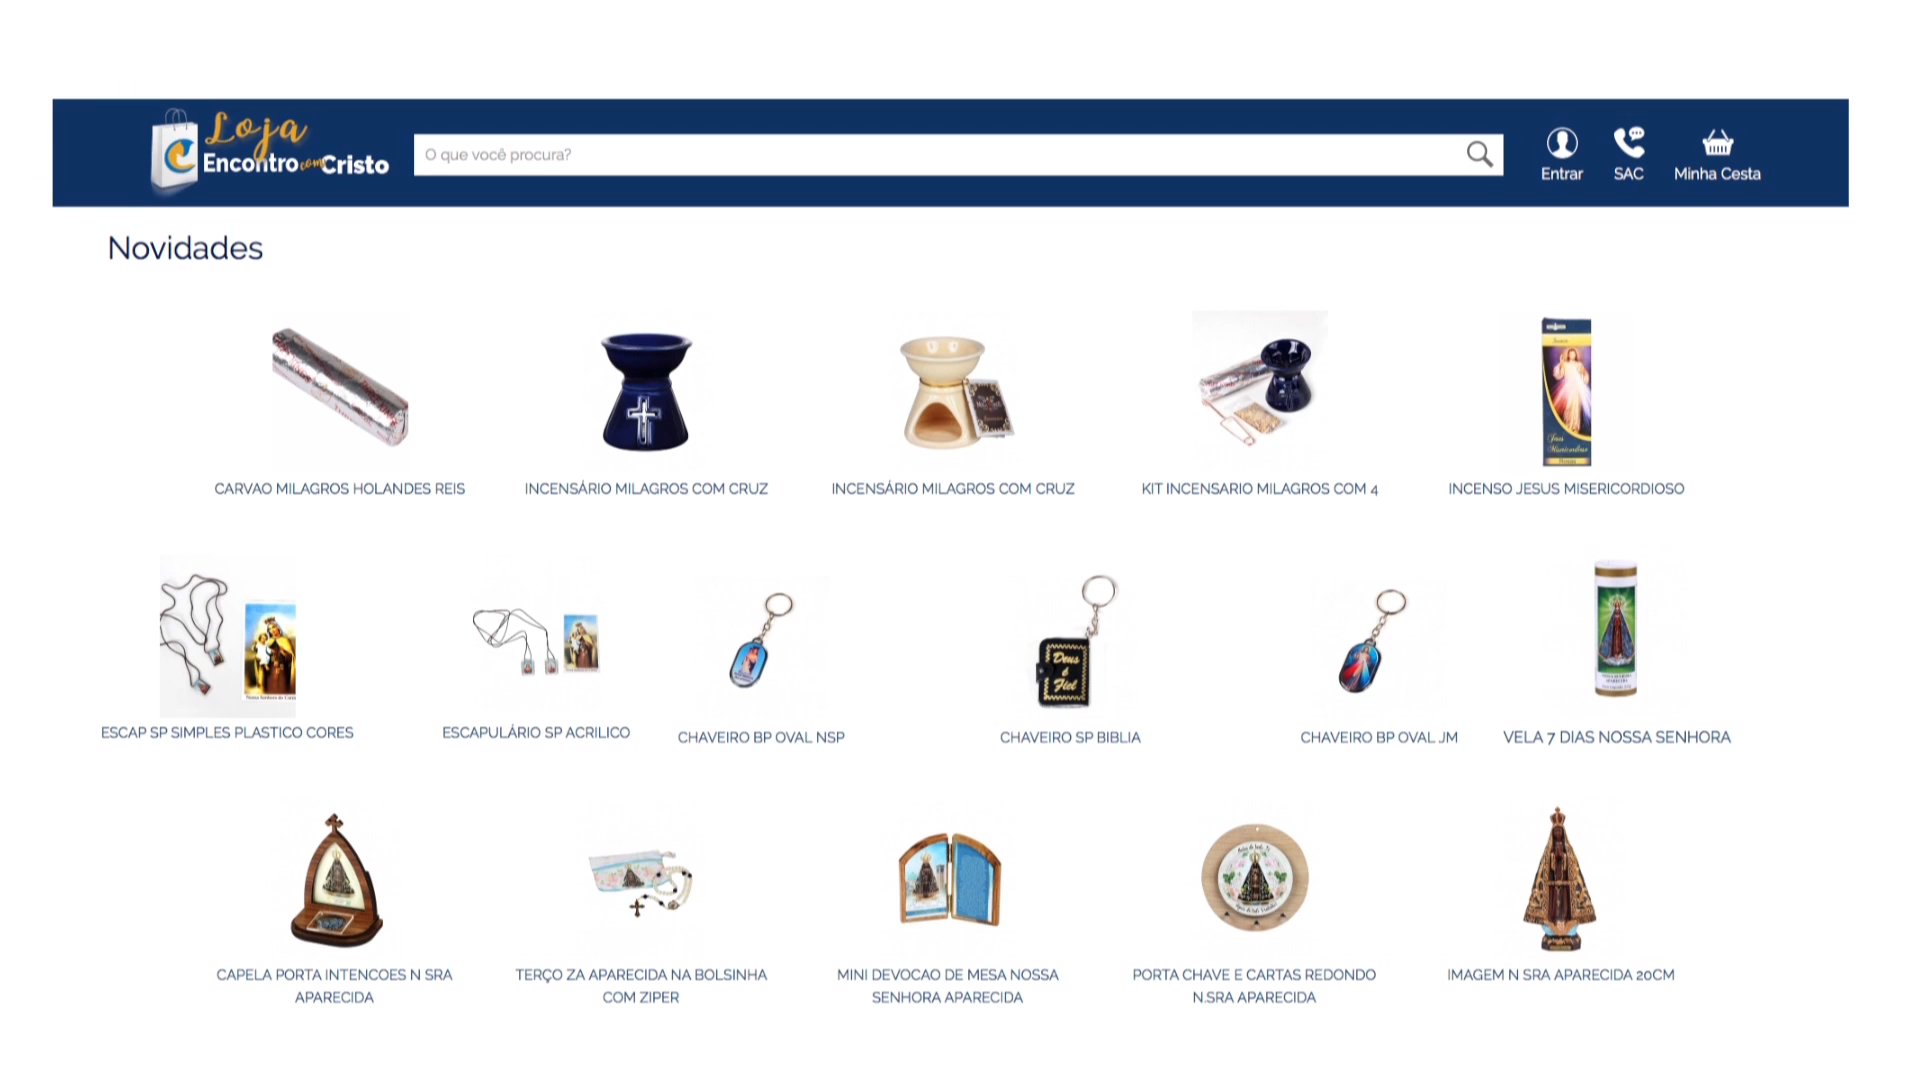 Loja
Encontro com Cristo
O que você procura?
Entrar
SAC
Minha Cesta
Novidades
CARVAO MILAGROS HOLANDES REIS
INCENSÁRIO MILAGROS COM CRUZ
INCENSÁRIO MILAGROS COM CRUZ
KIT INCENSARIO MILAGROS COM 4
INCENSO JESUS MISERICORDIOSO
Deus
é
Fiel
ESCAP SP SIMPLES PLASTICO CORES
ESCAPULÁRIO SP ACRILICO
CHAVEIRO BP OVAL NSP
CHAVEIRO SP BIBLIA
CHAVEIRO BP OVAL JM
VELA 7 DIAS NOSSA SENHORA
CAPELA PORTA INTENCOES N SRA
APARECIDA
TERÇO ZA APARECIDA NA BOLSINHA
COM ZIPER
MINI DEVOCAO DE MESA NOSSA
SENHORA APARECIDA
PORTA CHAVE E CARTAS REDONDO
N.SRA APARECIDA
IMAGEM N SRA APARECIDA 20CM